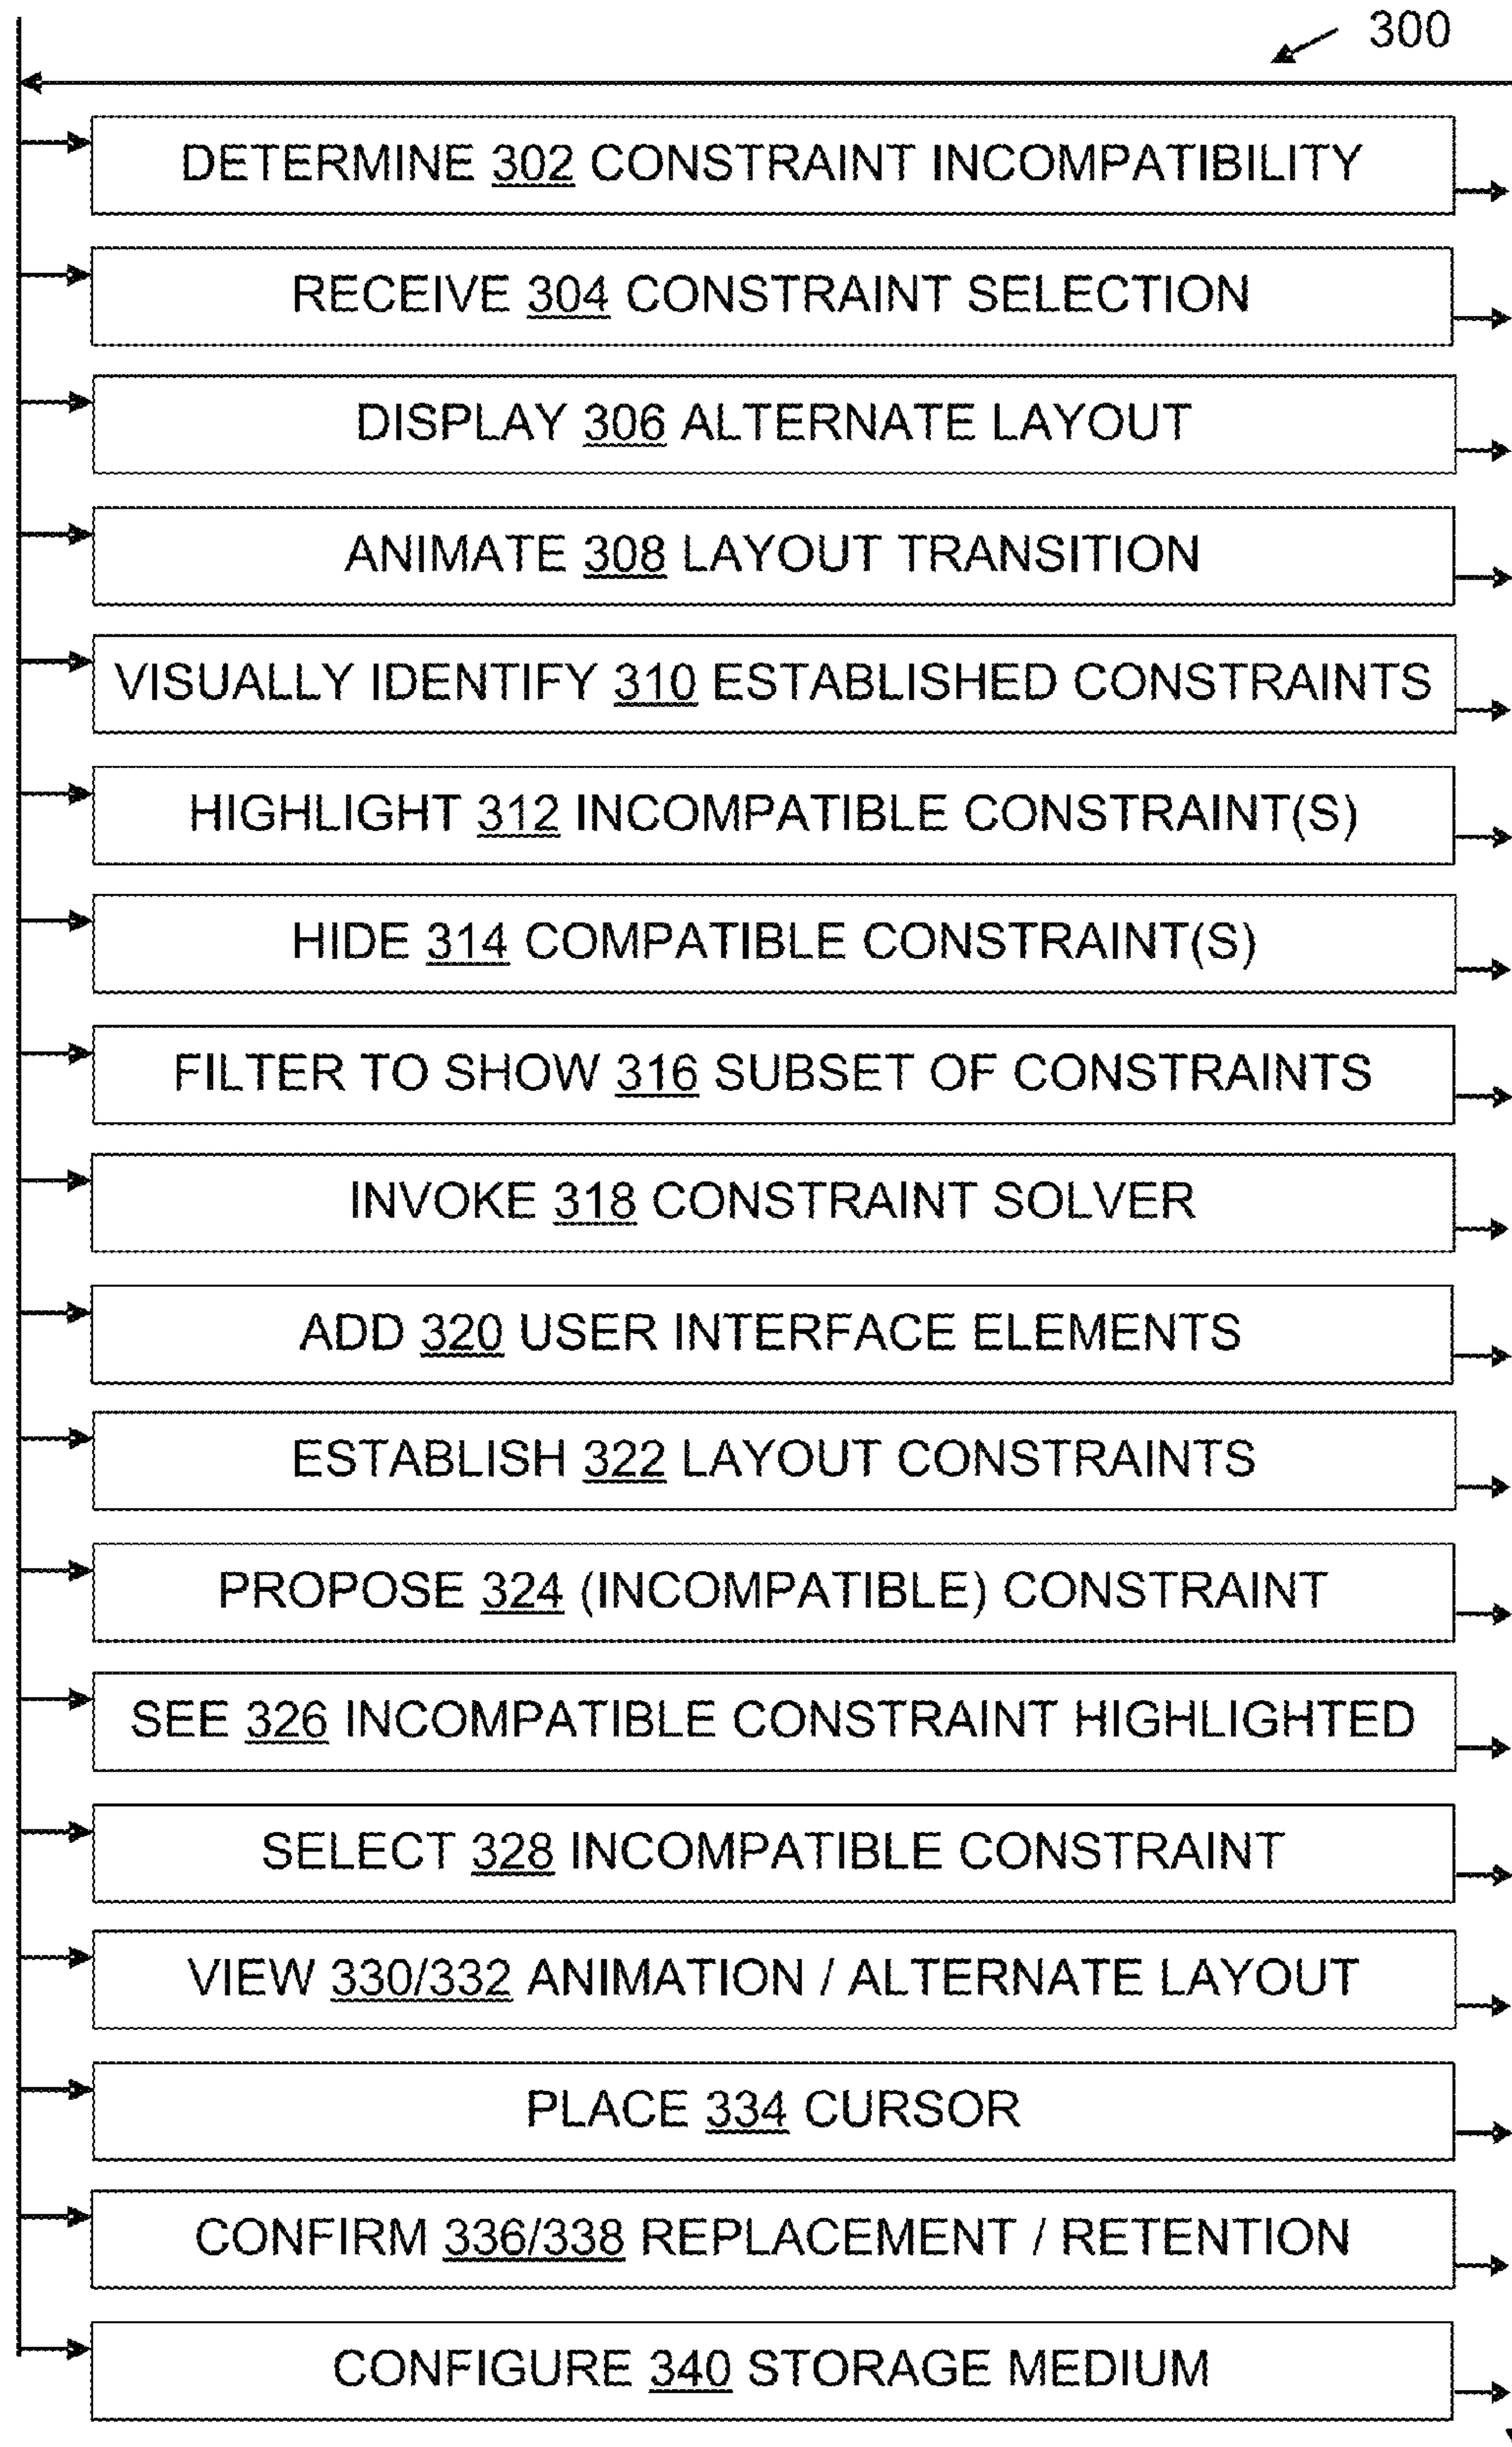 300
DETERMINE 302 CONSTRAINT INCOMPATIBILITY
RECEIVE 304 CONSTRAINT SELECTION
DISPLAY 306 ALTERNATE LAYOUT
ANIMATE 308 LAYOUT TRANSITION
VISUALLY IDENTIFY 310 ESTABLISHED CONSTRAINTS
HIGHLIGHT 312 INCOMPATIBLE CONSTRAINT(S)
HIDE 314 COMPATIBLE CONSTRAINT(S)
FILTER TO SHOW 316 SUBSET OF CONSTRAINTS
INVOKE 318 CONSTRAINT SOLVER
ADD 320 USER INTERFACE ELEMENTS
ESTABLISH 322 LAYOUT CONSTRAINTS
PROPOSE 324 (INCOMPATIBLE) CONSTRAINT
SEE 326 INCOMPATIBLE CONSTRAINT HIGHLIGHTED
SELECT 328 INCOMPATIBLE CONSTRAINT
VIEW 330/332 ANIMATION / ALTERNATE LAYOUT
PLACE 334 CURSOR
CONFIRM 336/338 REPLACEMENT / RETENTION
CONFIGURE 340 STORAGE MEDIUM